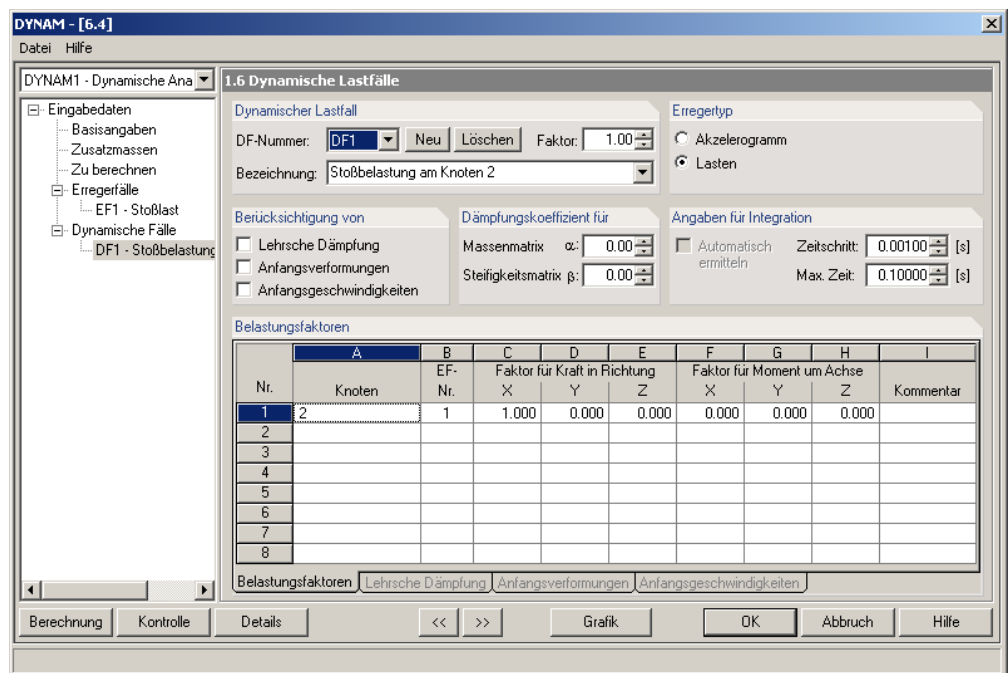 DYNAM - [6.4]
Datei Hilfe
DYNAM1 - Dynamische Ana
Eingabedaten
Basisangaben
Zusatzmassen
Zu berechnen
Erregerfälle
EF1 - Stoßlast
Dynamische Fälle
DF1 - Stoßbelastung
1.6 Dynamische Lastfälle
Dynamischer Lastfall
DF-Nummer: DF1 Neu Löschen Faktor: 1.00
Bezeichnung: Stoßbelastung am Knoten 2
Erregertyp
Akzelerogramm
Lasten
Berücksichtigung von
Lehrsche Dämpfung
Anfangsverformungen
Anfangsgeschwindigkeiten
Dämpfungskoeffizient für
Massenmatrix α: 0.00
Steifigkeitsmatrix β: 0.00
Angaben für Integration
Automatisch ermitteln
Zeitschritt: 0.00100 [s]
Max. Zeit: 0.10000 [s]
Belastungsfaktoren
A B C D E F G H I
EF- Faktor für Kraft in Richtung Faktor für Moment um Achse
Nr. Knoten Nr. X Y Z X Y Z Kommentar
1 2 1 1.000 0.000 0.000 0.000 0.000 0.000
2
3
4
5
6
7
8
Belastungsfaktoren Lehrsche Dämpfung Anfangsverformungen Anfangsgeschwindigkeiten
Berechnung Kontrolle Details << >> Grafik OK Abbruch Hilfe